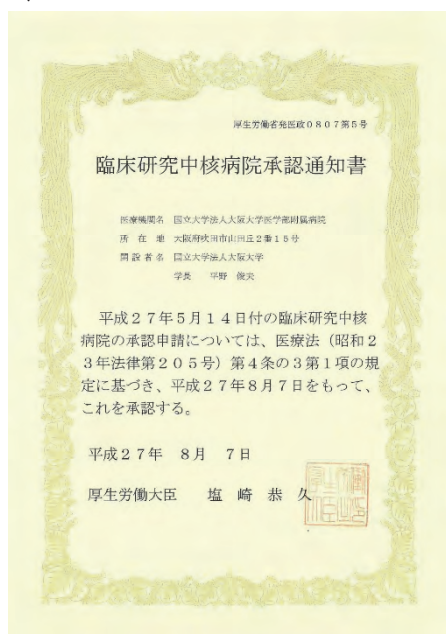 厚生労働省発医政0807第5号
臨床研究中核病院承認通知書
医療機関名 国立大学法人大阪大学医学部附属病院
所在地 大阪府吹田市山田丘2番15号
開設者名 国立大学法人大阪大学
学長 平野 俊夫
平成27年5月14日付の臨床研究中核
病院の承認申請については、医療法(昭和2
3年法律第205号)第4条の3第1項の規
定に基づき、平成27年8月7日をもって、
これを承認する。
平成27年 8月 7日
厚生労働大臣 塩崎恭久